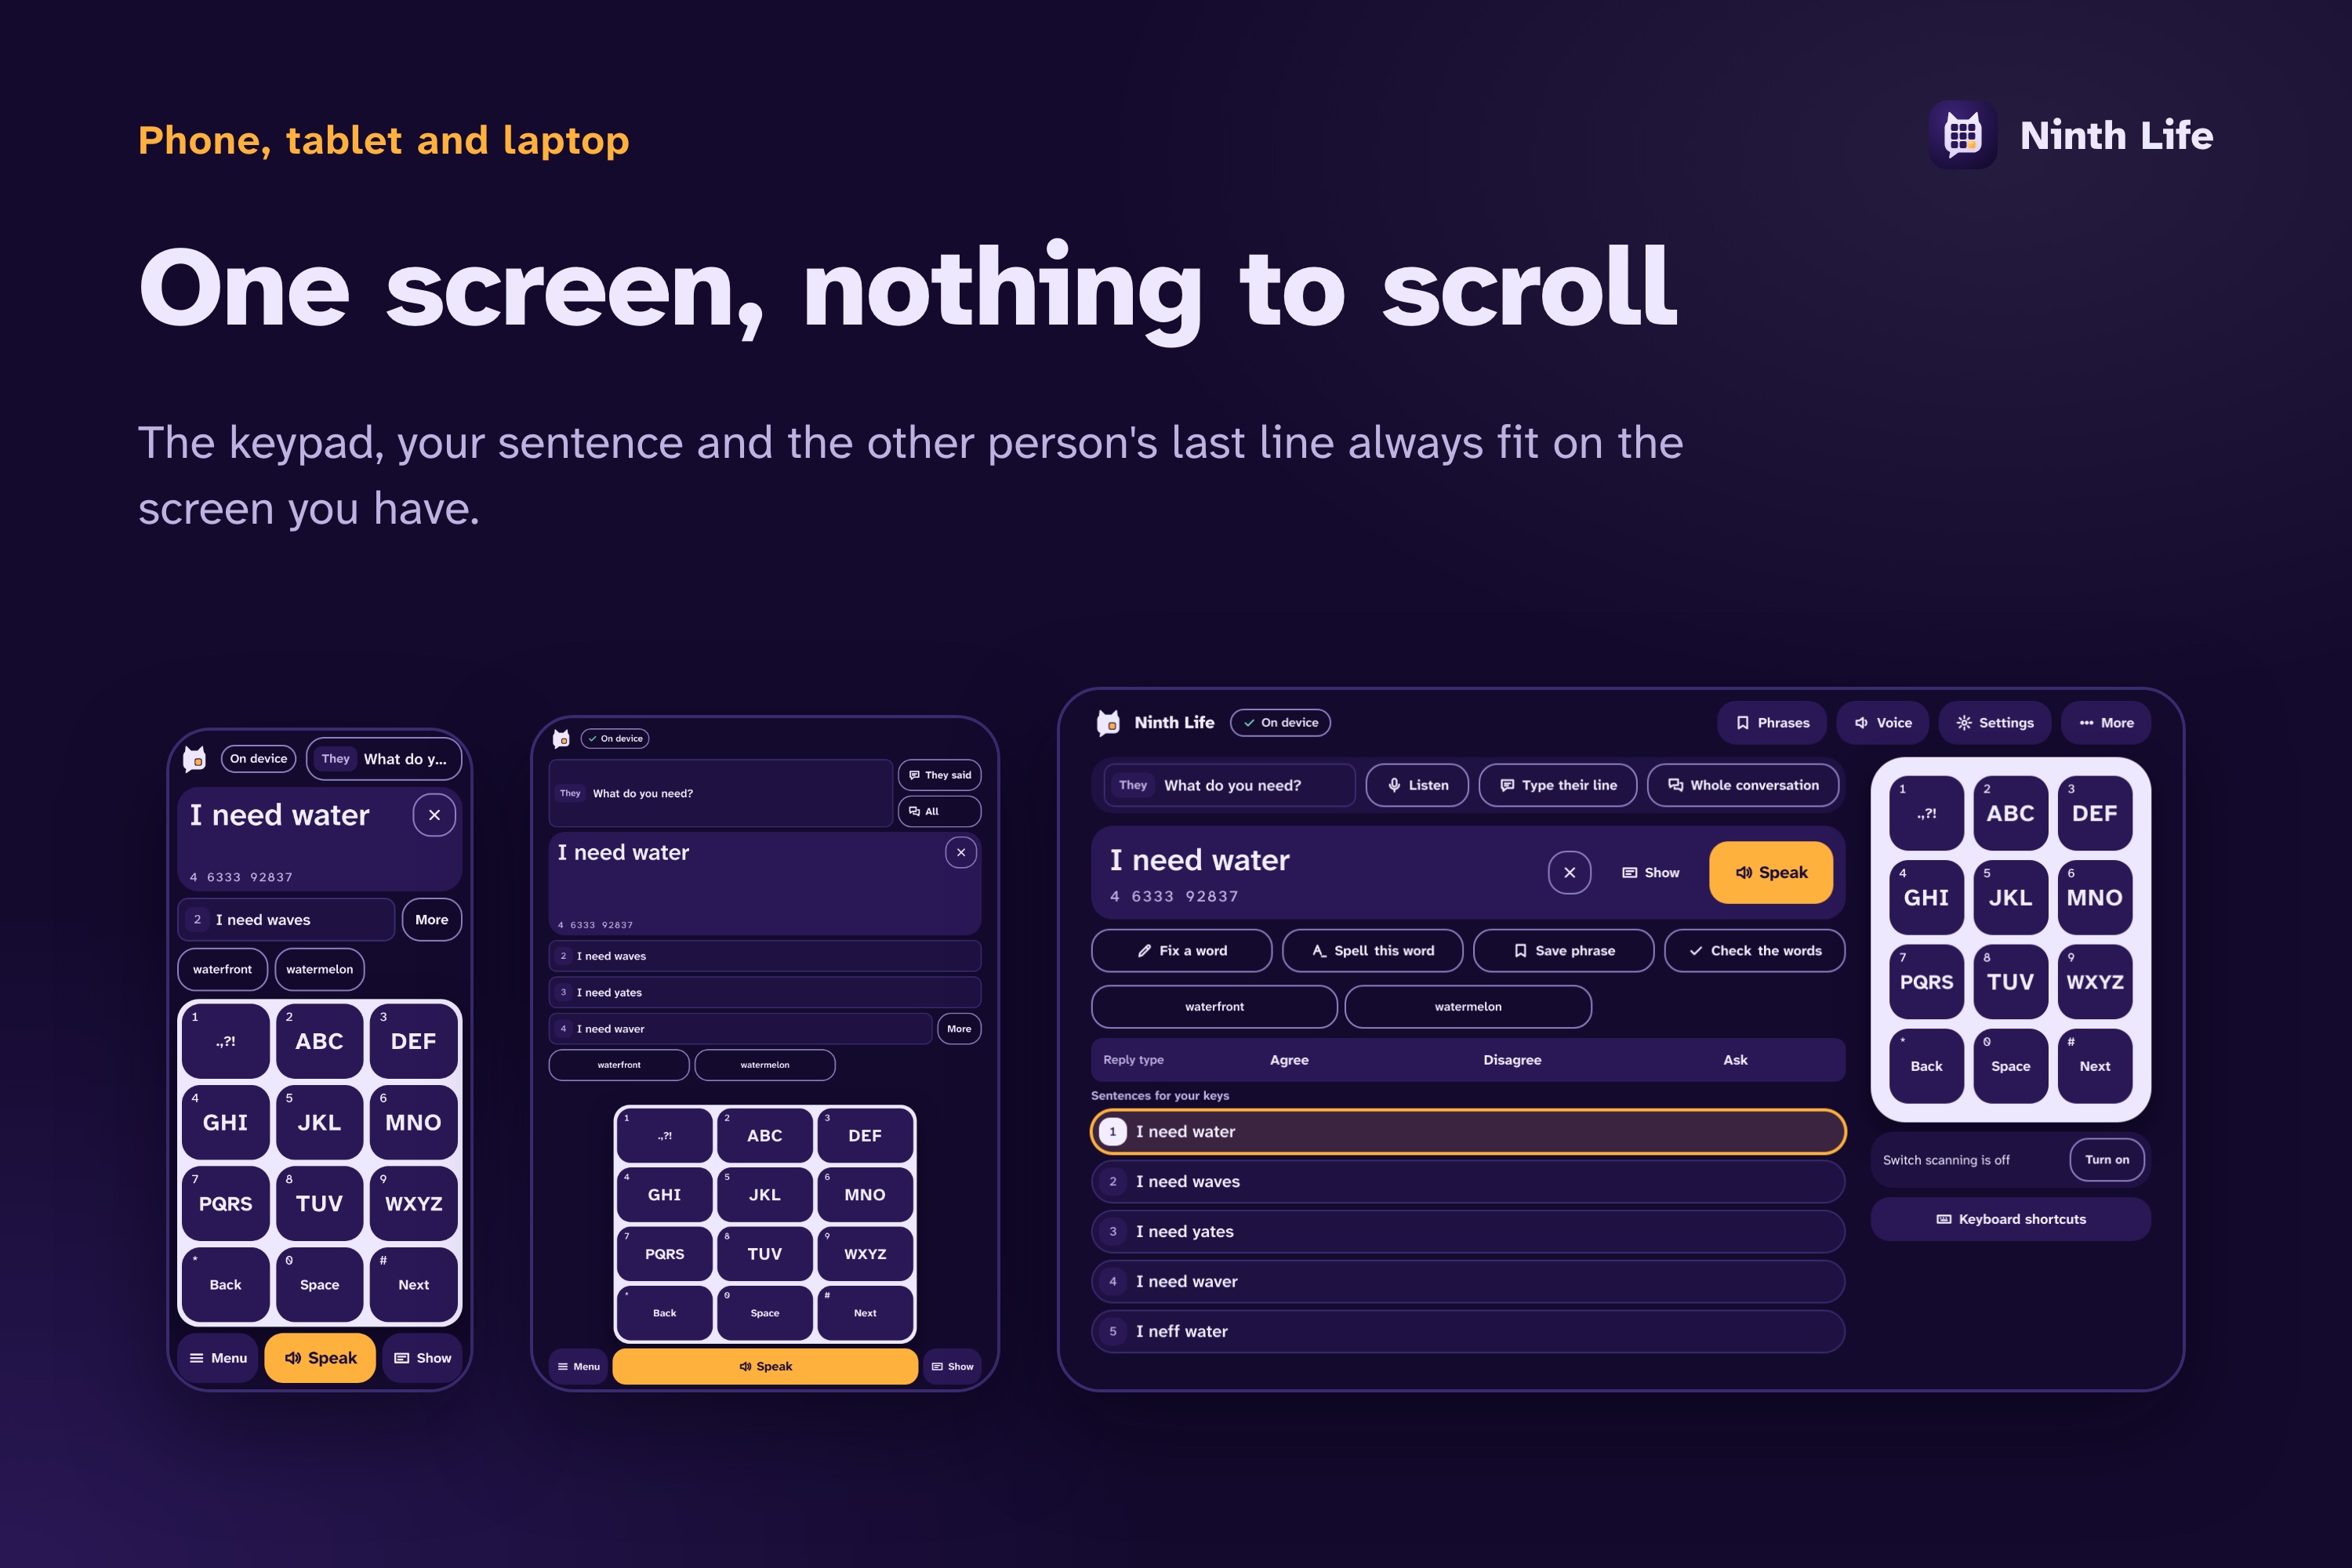 Phone, tablet and laptop
Ninth Life
One screen, nothing to scroll
The keypad, your sentence and the other person's last line always fit on the
screen you have.
On device
They What do y...
I need water
4 6333 92837
2 I need waves
More
waterfront watermelon
1 .,?!
2 ABC
3 DEF
4 GHI
5 JKL
6 MNO
7 PQRS
8 TUV
9 WXYZ
* Back
0 Space
# Next
Menu Speak Show
On device
They What do you need?
They said
All
I need water
4 6333 92837
2 I need waves
3 I need yates
4 I need waver
More
waterfront watermelon
1 .,?!
2 ABC
3 DEF
4 GHI
5 JKL
6 MNO
7 PQRS
8 TUV
9 WXYZ
* Back
0 Space
# Next
Menu Speak Show
Ninth Life On device
Phrases Voice Settings More
They What do you need? Listen Type their line Whole conversation
I need water
4 6333 92837
Show Speak
Fix a word Spell this word Save phrase Check the words
waterfront watermelon
Reply type Agree Disagree Ask
Sentences for your keys
1 I need water
2 I need waves
3 I need yates
4 I need waver
5 I neff water
1 .,?!
2 ABC
3 DEF
4 GHI
5 JKL
6 MNO
7 PQRS
8 TUV
9 WXYZ
* Back
0 Space
# Next
Switch scanning is off Turn on
Keyboard shortcuts